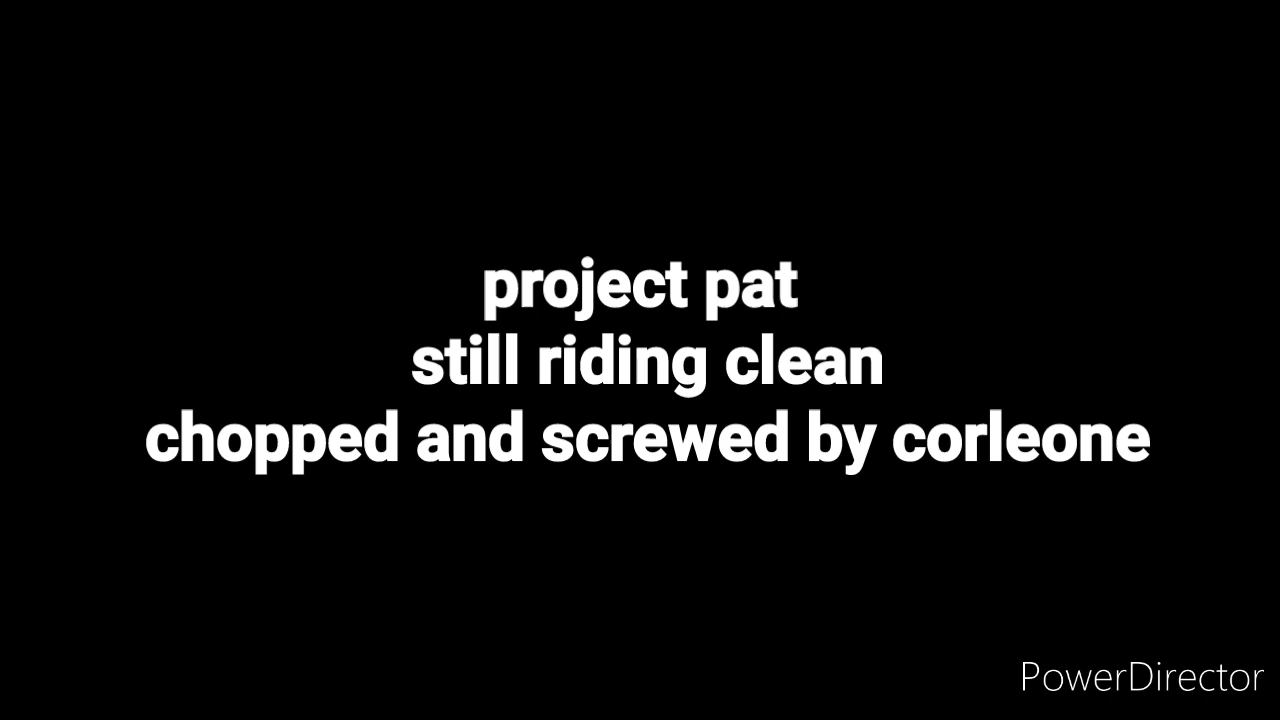 project pat
still riding clean
chopped and screwed by corleone
PowerDirector